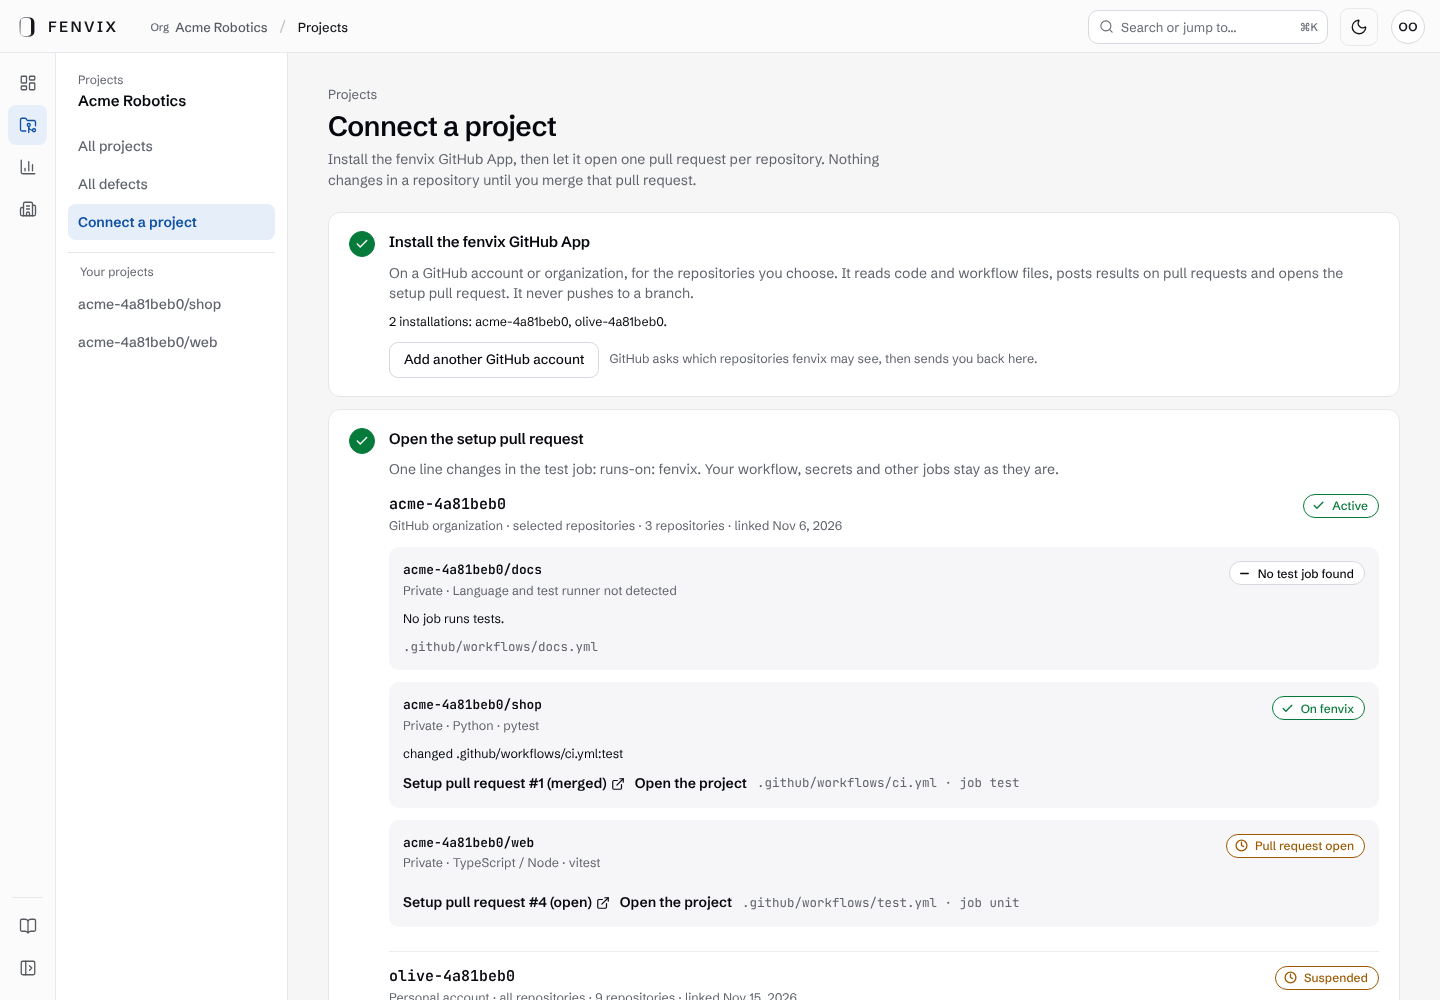 FENVIX
Org Acme Robotics / Projects
Search or jump to... ⌘K
OO
Projects
Acme Robotics
All projects
All defects
Connect a project
Your projects
acme-4a81beb0/shop
acme-4a81beb0/web
Projects
Connect a project
Install the fenvix GitHub App, then let it open one pull request per repository. Nothing
changes in a repository until you merge that pull request.
Install the fenvix GitHub App
On a GitHub account or organization, for the repositories you choose. It reads code and workflow files, posts results on pull requests and opens the
setup pull request. It never pushes to a branch.
2 installations: acme-4a81beb0, olive-4a81beb0.
Add another GitHub account
GitHub asks which repositories fenvix may see, then sends you back here.
Open the setup pull request
One line changes in the test job: runs-on: fenvix. Your workflow, secrets and other jobs stay as they are.
acme-4a81beb0
Active
GitHub organization · selected repositories · 3 repositories · linked Nov 6, 2026
acme-4a81beb0/docs
No test job found
Private · Language and test runner not detected
No job runs tests.
.github/workflows/docs.yml
acme-4a81beb0/shop
On fenvix
Private · Python · pytest
changed .github/workflows/ci.yml:test
Setup pull request #1 (merged) Open the project .github/workflows/ci.yml · job test
acme-4a81beb0/web
Pull request open
Private · TypeScript / Node · vitest
Setup pull request #4 (open) Open the project .github/workflows/test.yml · job unit
olive-4a81beb0
Suspended
Personal account · all repositories · 9 repositories · linked Nov 15, 2026